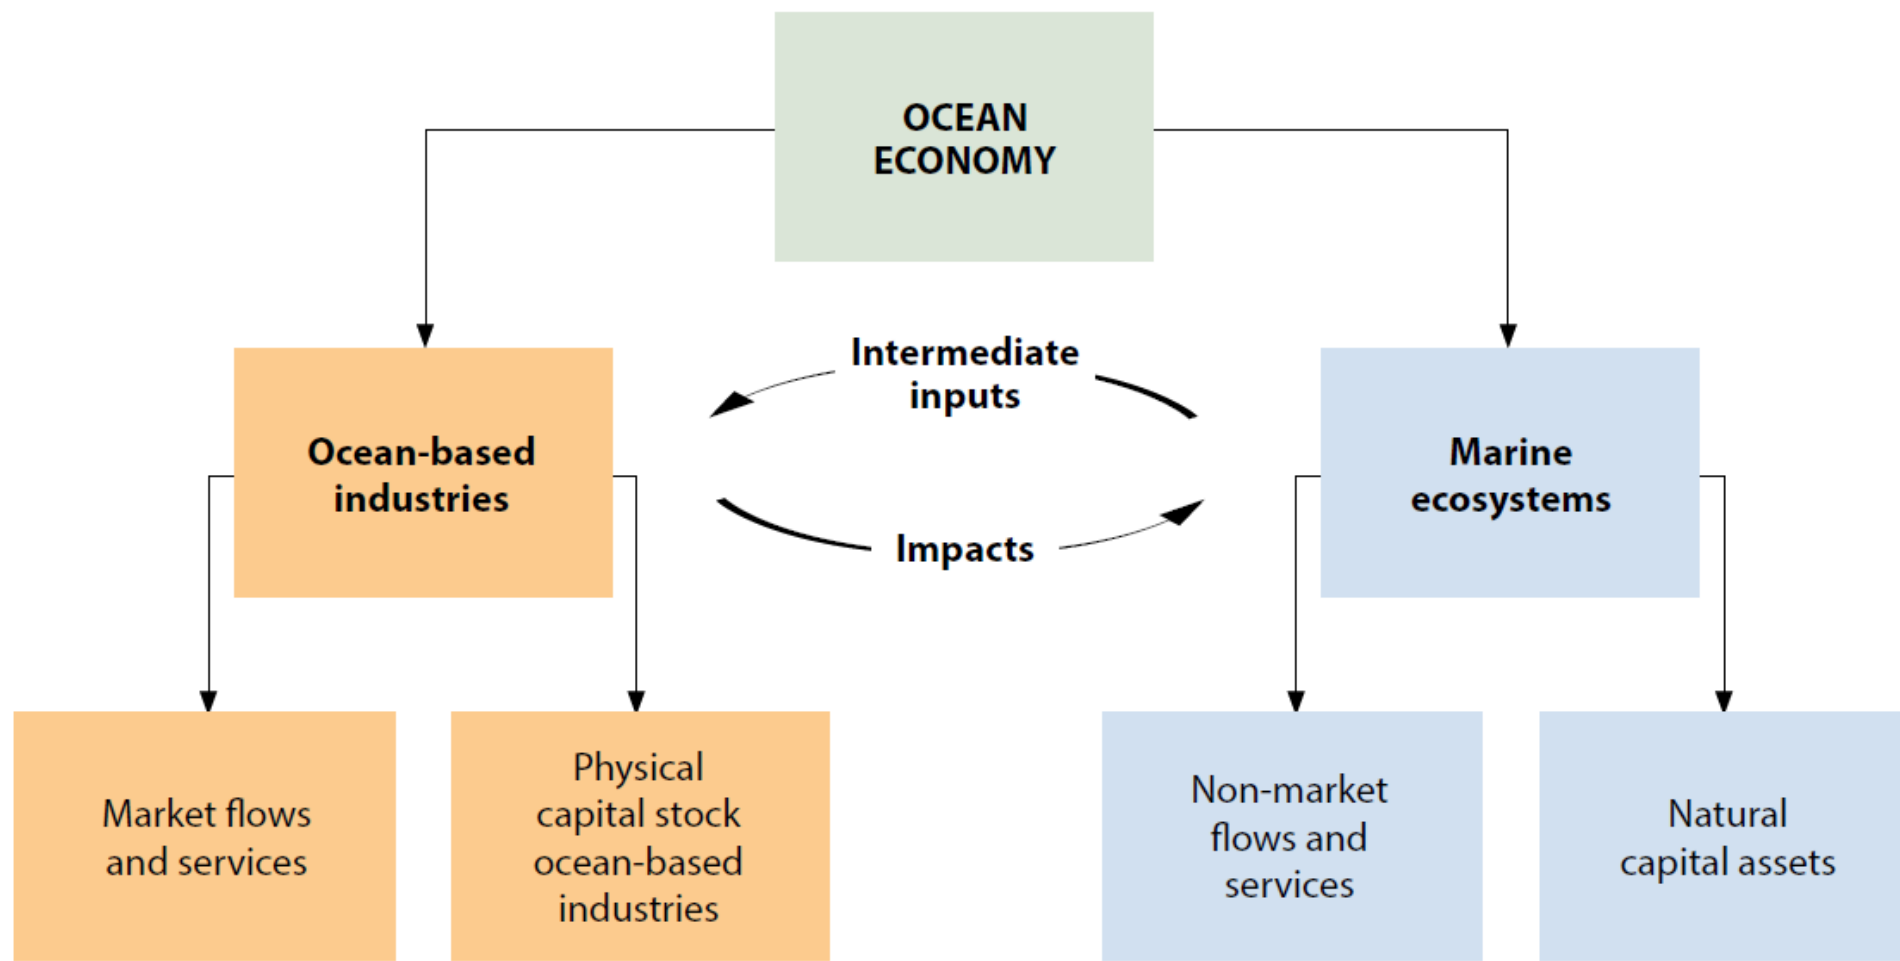 OCEAN
ECONOMY
Intermediate
inputs
Ocean-based
industries
Marine
ecosystems
Impacts
Market flows
and services
Physical
capital stock
ocean-based
industries
Non-market
flows and
services
Natural
capital assets